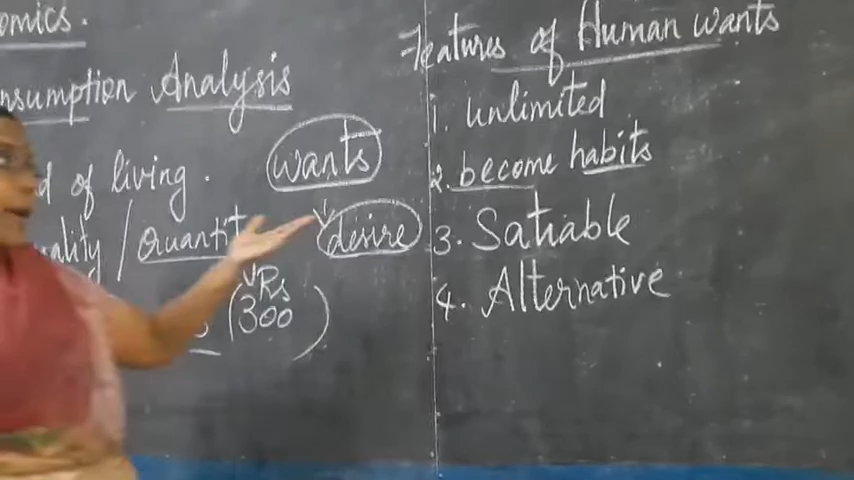 omics.
nsumption Analysis
d of living.
wants
ality / Quantit
desire
Rs
(300)
Features of Human wants
1. unlimited
2. become habits
3. Satiable
4. Alternative